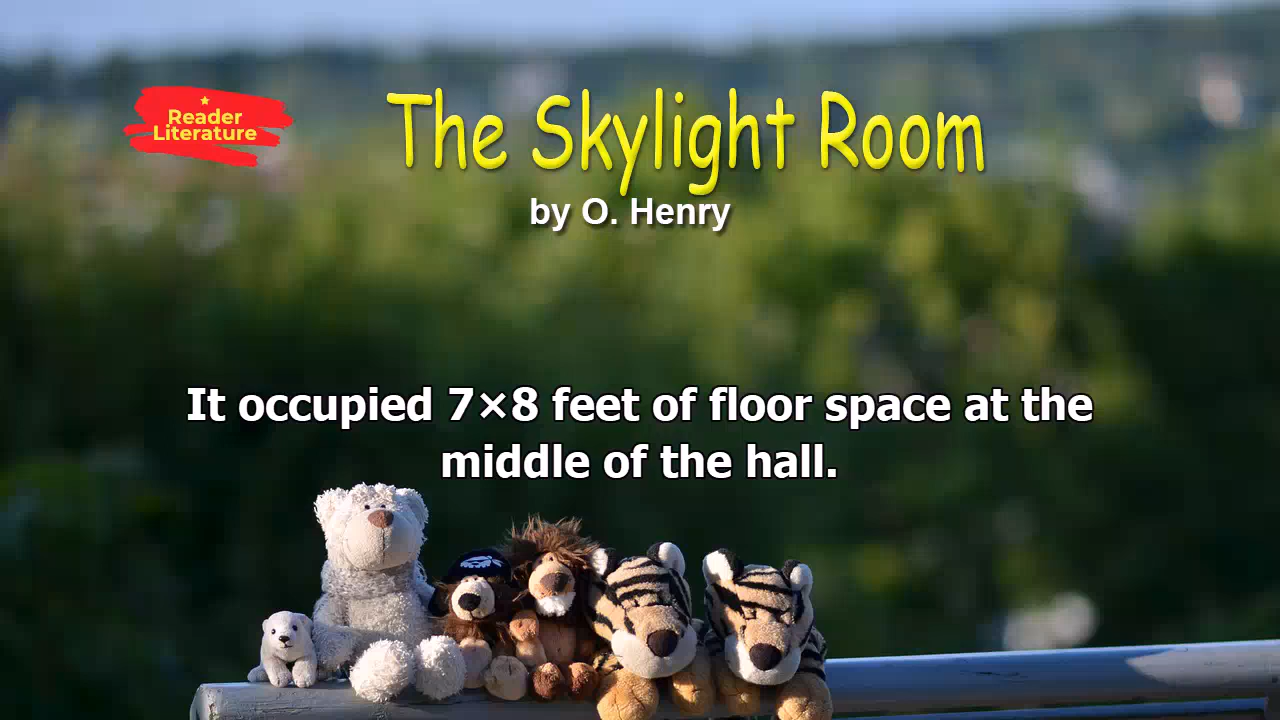 Reader
Literature
The Skylight Room
by O. Henry
It occupied 7×8 feet of floor space at the
middle of the hall.